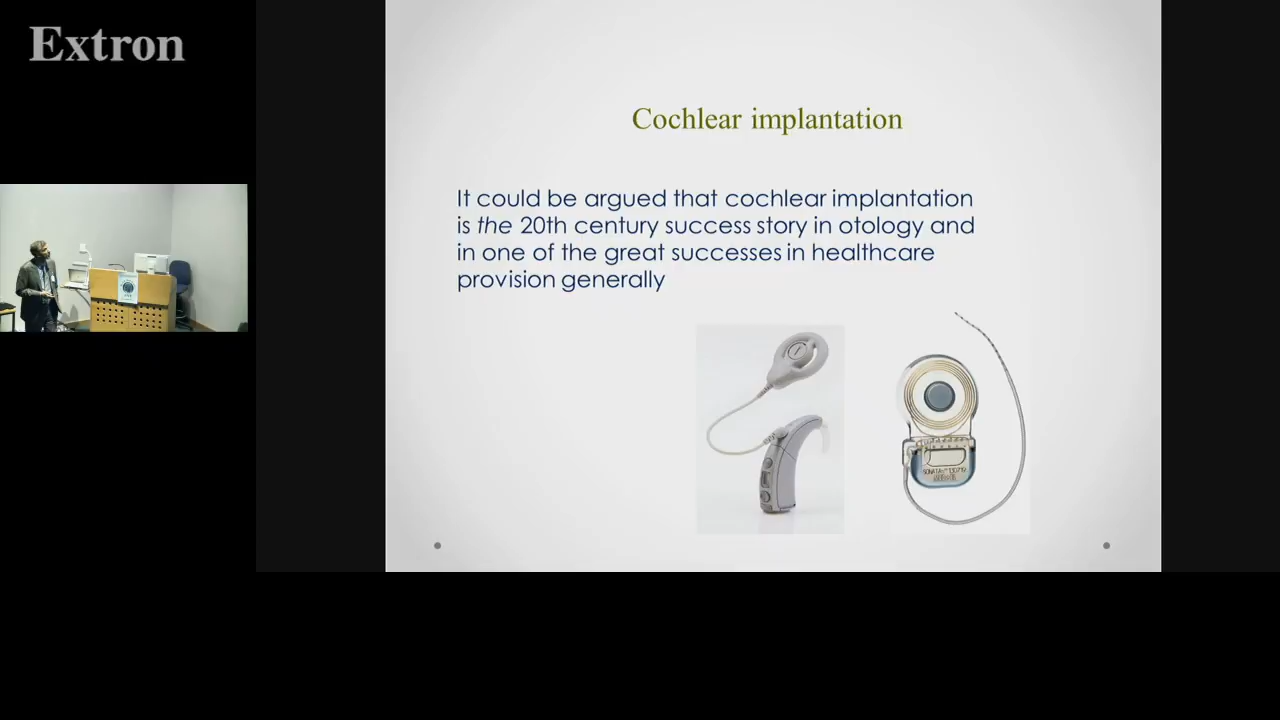 Extron
Cochlear implantation
It could be argued that cochlear implantation
is the 20th century success story in otology and
in one of the great successes in healthcare
provision generally